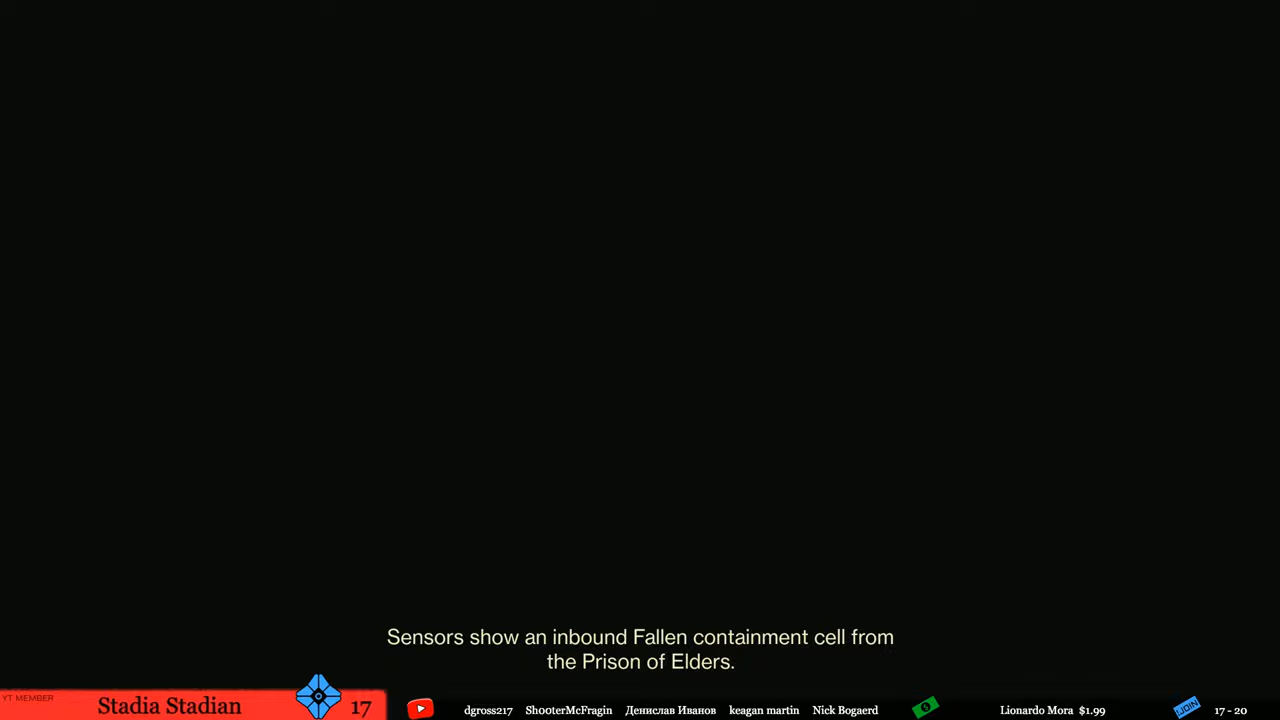 Sensors show an inbound Fallen containment cell from
the Prison of Elders.
YT MEMBER
Stadia Stadian 17
dgross217 Sh00terMcFragin Денислав Иванов keagan martin Nick Bogaerd
Lionardo Mora $1.99
JOIN
17 - 20